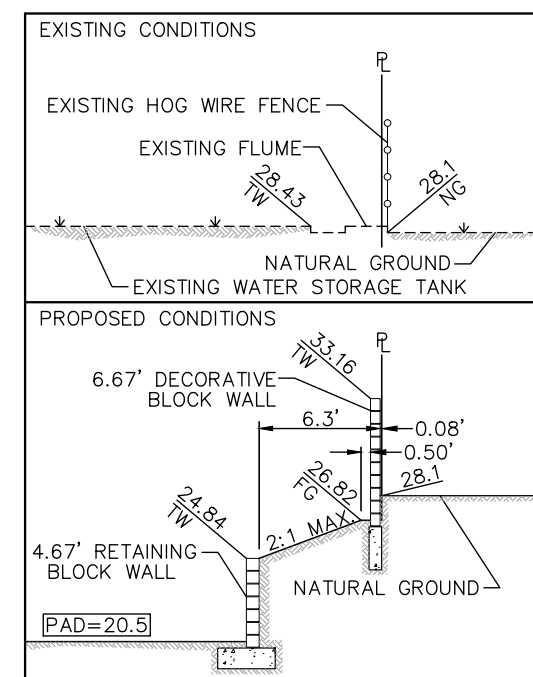 EXISTING CONDITIONS
PL
EXISTING HOG WIRE FENCE
EXISTING FLUME
28.43
TW
28.1
NG
NATURAL GROUND
EXISTING WATER STORAGE TANK
PROPOSED CONDITIONS
PL
33.16
TW
6.67' DECORATIVE
BLOCK WALL
6.3'
0.08'
0.50'
26.82
FG
28.1
24.84
TW
2:1 MAX.
4.67' RETAINING
BLOCK WALL
NATURAL GROUND
PAD=20.5